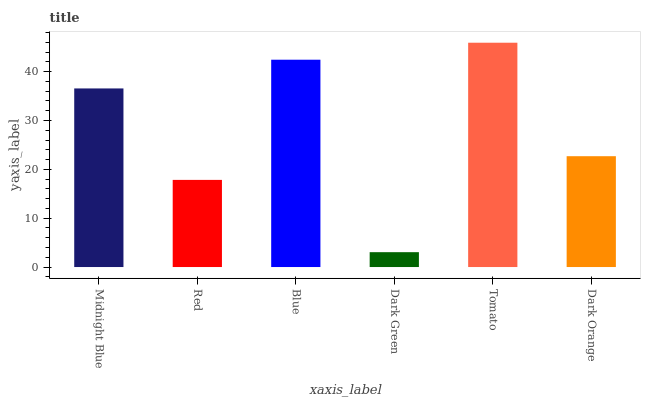 title
yaxis_label
40
30
20
10
0
Midnight Blue
Red
Blue
Dark Green
Tomato
Dark Orange
xaxis_label